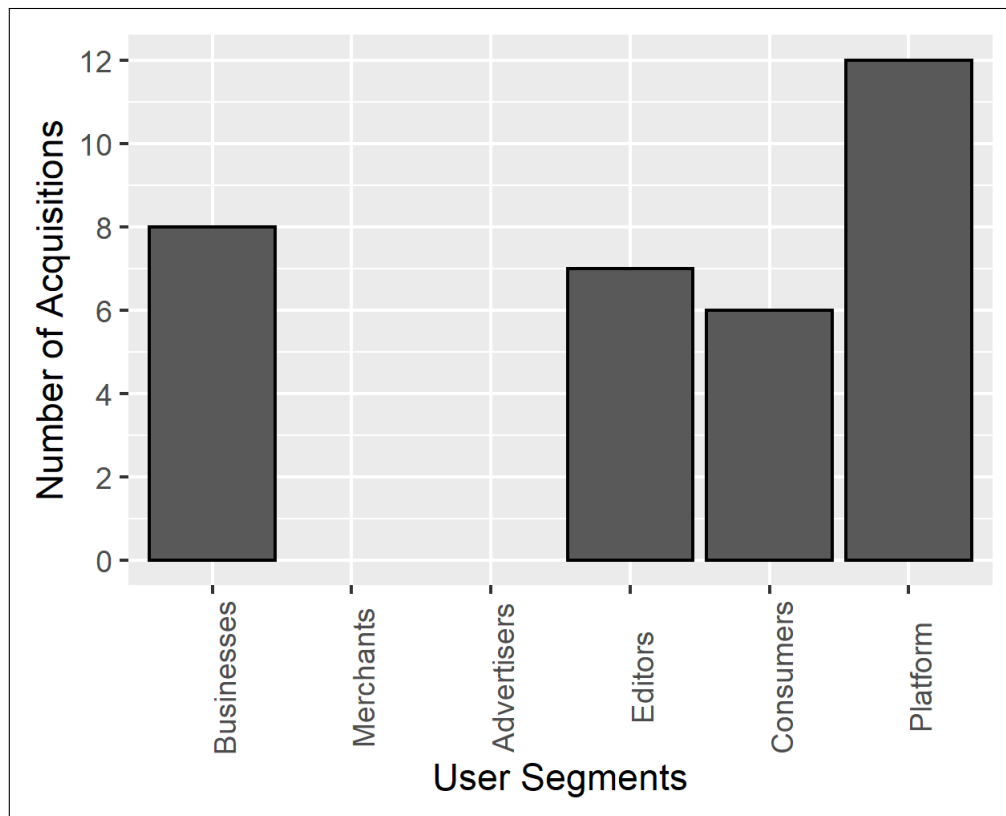 12
10
8
6
4
2
0
Number of Acquisitions
Businesses
Merchants
Advertisers
Editors
Consumers
Platform
User Segments